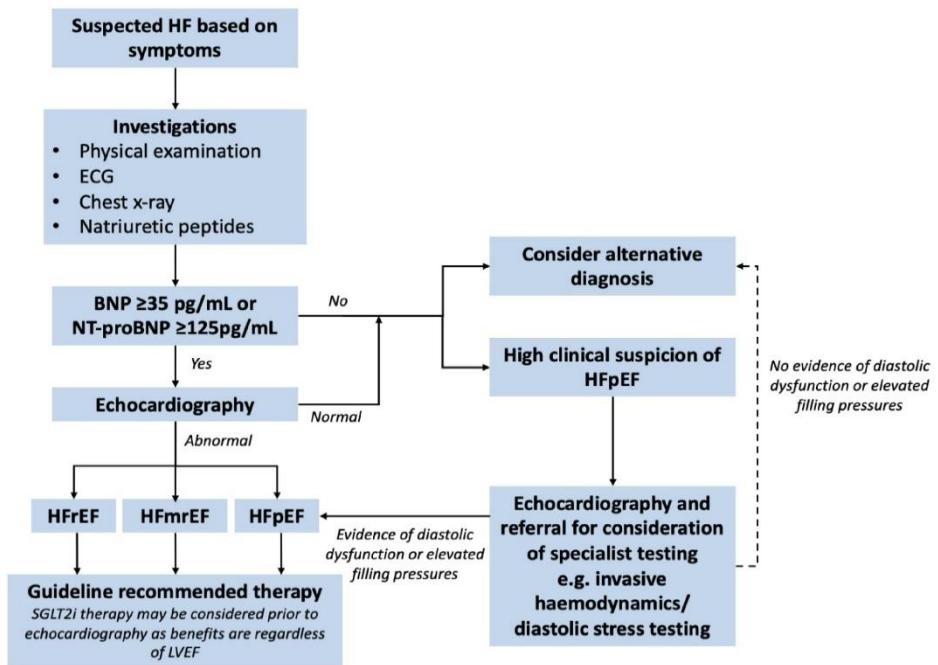 Suspected HF based on
symptoms
Investigations
• Physical examination
• ECG
• Chest x-ray
• Natriuretic peptides
BNP ≥35 pg/mL or
NT-proBNP ≥125pg/mL
No
Yes
Echocardiography
Normal
Abnormal
Consider alternative
diagnosis
High clinical suspicion of
HFpEF
No evidence of diastolic
dysfunction or elevated
filling pressures
HFrEF
HFmrEF
HFpEF
Evidence of diastolic
dysfunction or elevated
filling pressures
Echocardiography and
referral for consideration
of specialist testing
e.g. invasive
haemodynamics/
diastolic stress testing
Guideline recommended therapy
SGLT2i therapy may be considered prior to
echocardiography as benefits are regardless
of LVEF